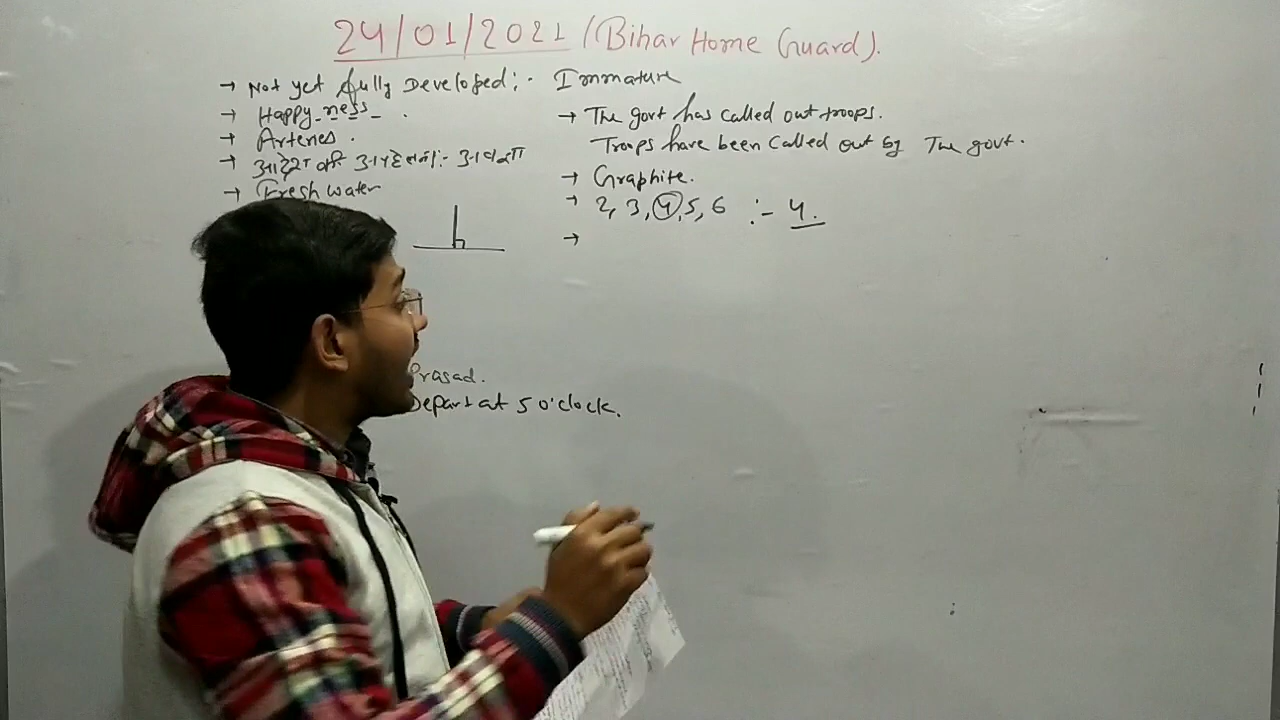 24/01/2021 (Bihar Home Guard).
→ Not yet fully Developed:- Immature
→ Happy-ness - .
→ Arteries .
→ Fresh water
Prasad.
Depart at 5 o'clock.
→ The govt has called out troops.
Troops have been called out by The govt.
→ Graphite.
→ 2, 3, 4, 5, 6 :- 4.
→